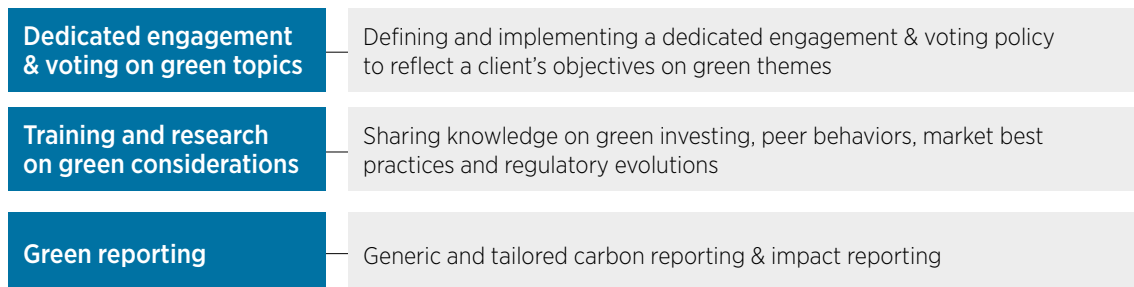 Dedicated engagement
& voting on green topics
Defining and implementing a dedicated engagement & voting policy
to reflect a client’s objectives on green themes
Training and research
on green considerations
Sharing knowledge on green investing, peer behaviors, market best
practices and regulatory evolutions
Green reporting
Generic and tailored carbon reporting & impact reporting